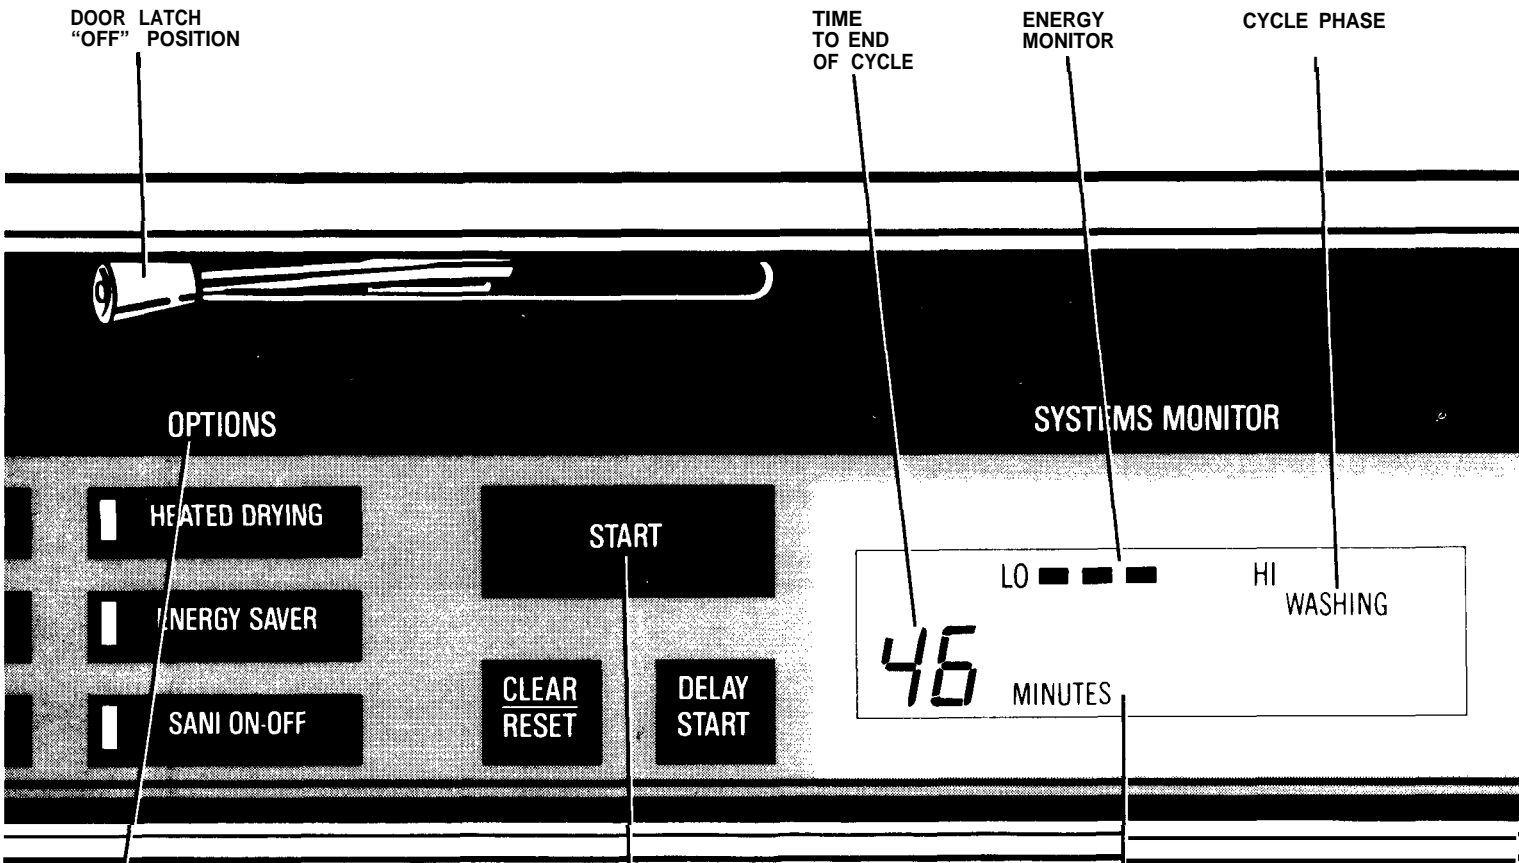 DOOR LATCH
“OFF” POSITION
TIME
TO END
OF CYCLE
ENERGY
MONITOR
CYCLE PHASE
OPTIONS
SYSTEMS MONITOR
HEATED DRYING
START
LO
HI
WASHING
ENERGY SAVER
46
MINUTES
CLEAR
RESET
DELAY
START
SANI ON-OFF